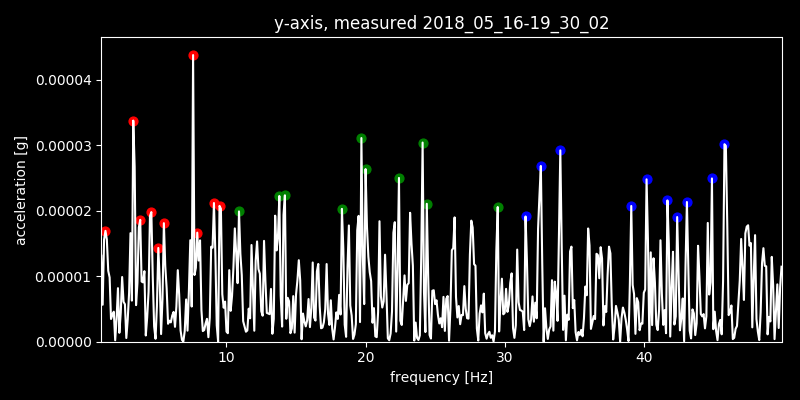 y-axis, measured 2018_05_16-19_30_02
acceleration [g]
0.00004
0.00003
0.00002
0.00001
0.00000
10 20 30 40
frequency [Hz]